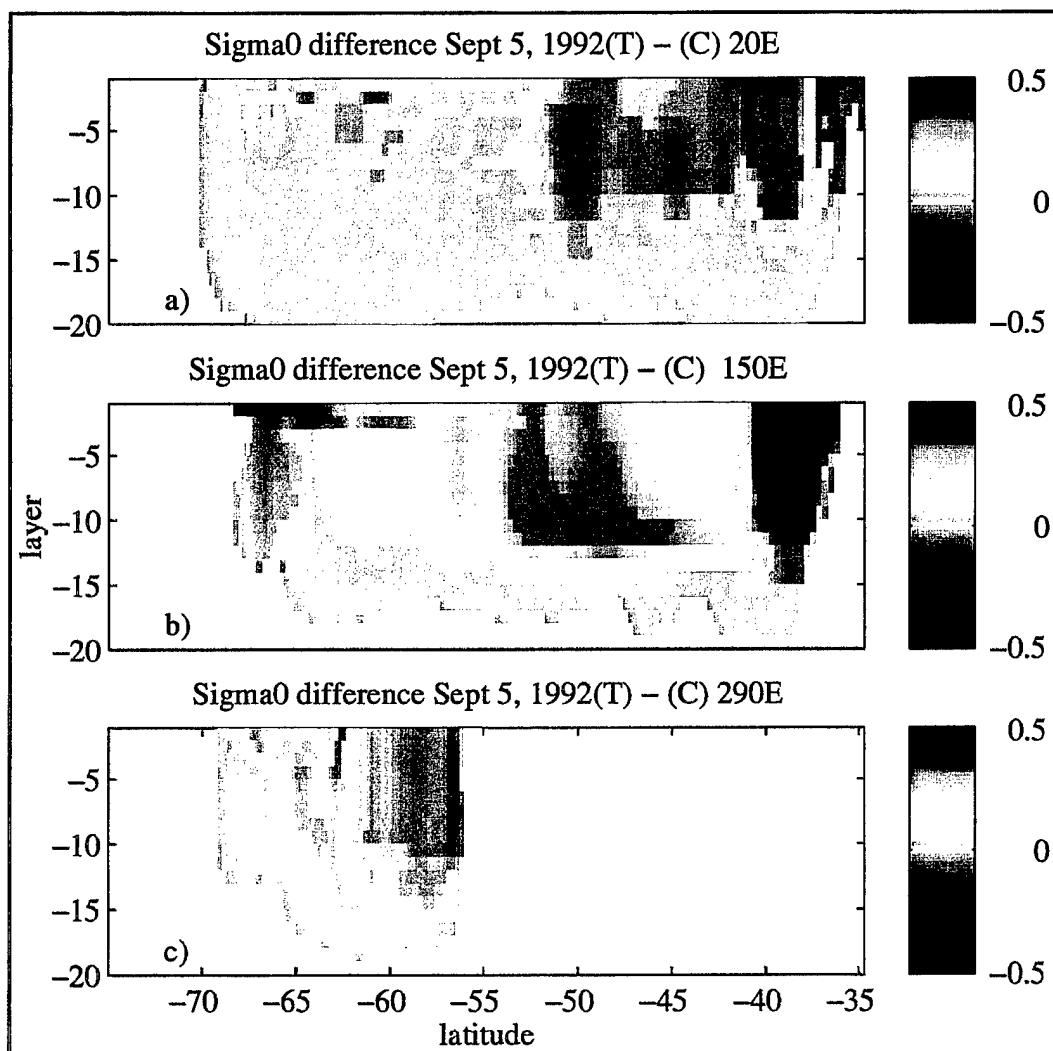 Sigma0 difference Sept 5, 1992(T) – (C) 20E
–5
–10
–15
–20
a)
0.5
0
–0.5
Sigma0 difference Sept 5, 1992(T) – (C) 150E
–5
–10
–15
–20
layer
b)
0.5
0
–0.5
Sigma0 difference Sept 5, 1992(T) – (C) 290E
–5
–10
–15
–20
c)
0.5
0
–0.5
–70 –65 –60 –55 –50 –45 –40 –35
latitude